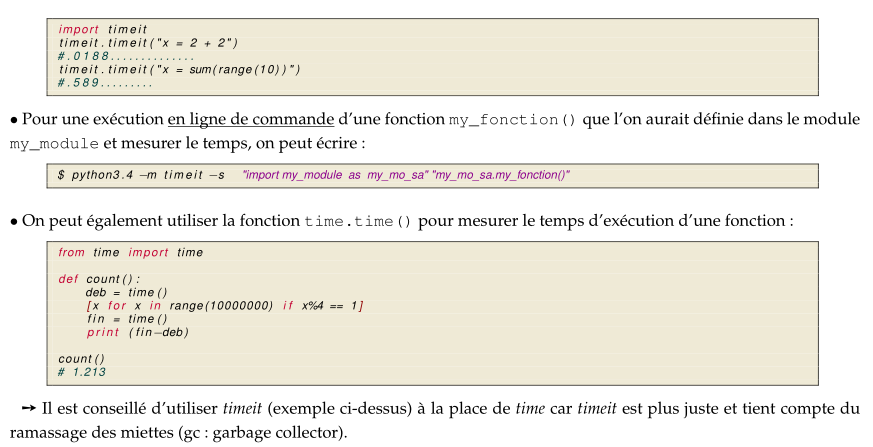 import timeit
timeit.timeit("x = 2 + 2")
#.0188..............
timeit.timeit("x = sum(range(10))")
#.589.........
• Pour une exécution en ligne de commande d'une fonction my_fonction() que l'on aurait définie dans le module
my_module et mesurer le temps, on peut écrire :
$ python3.4 −m timeit −s "import my_module as my_mo_sa" "my_mo_sa.my_fonction()"
• On peut également utiliser la fonction time.time() pour mesurer le temps d'exécution d'une fonction :
from time import time
def count():
    deb = time()
    [x for x in range(10000000) if x%4 == 1]
    fin = time()
    print (fin−deb)
count()
# 1.213
➙ Il est conseillé d'utiliser timeit (exemple ci-dessus) à la place de time car timeit est plus juste et tient compte du
ramassage des miettes (gc : garbage collector).